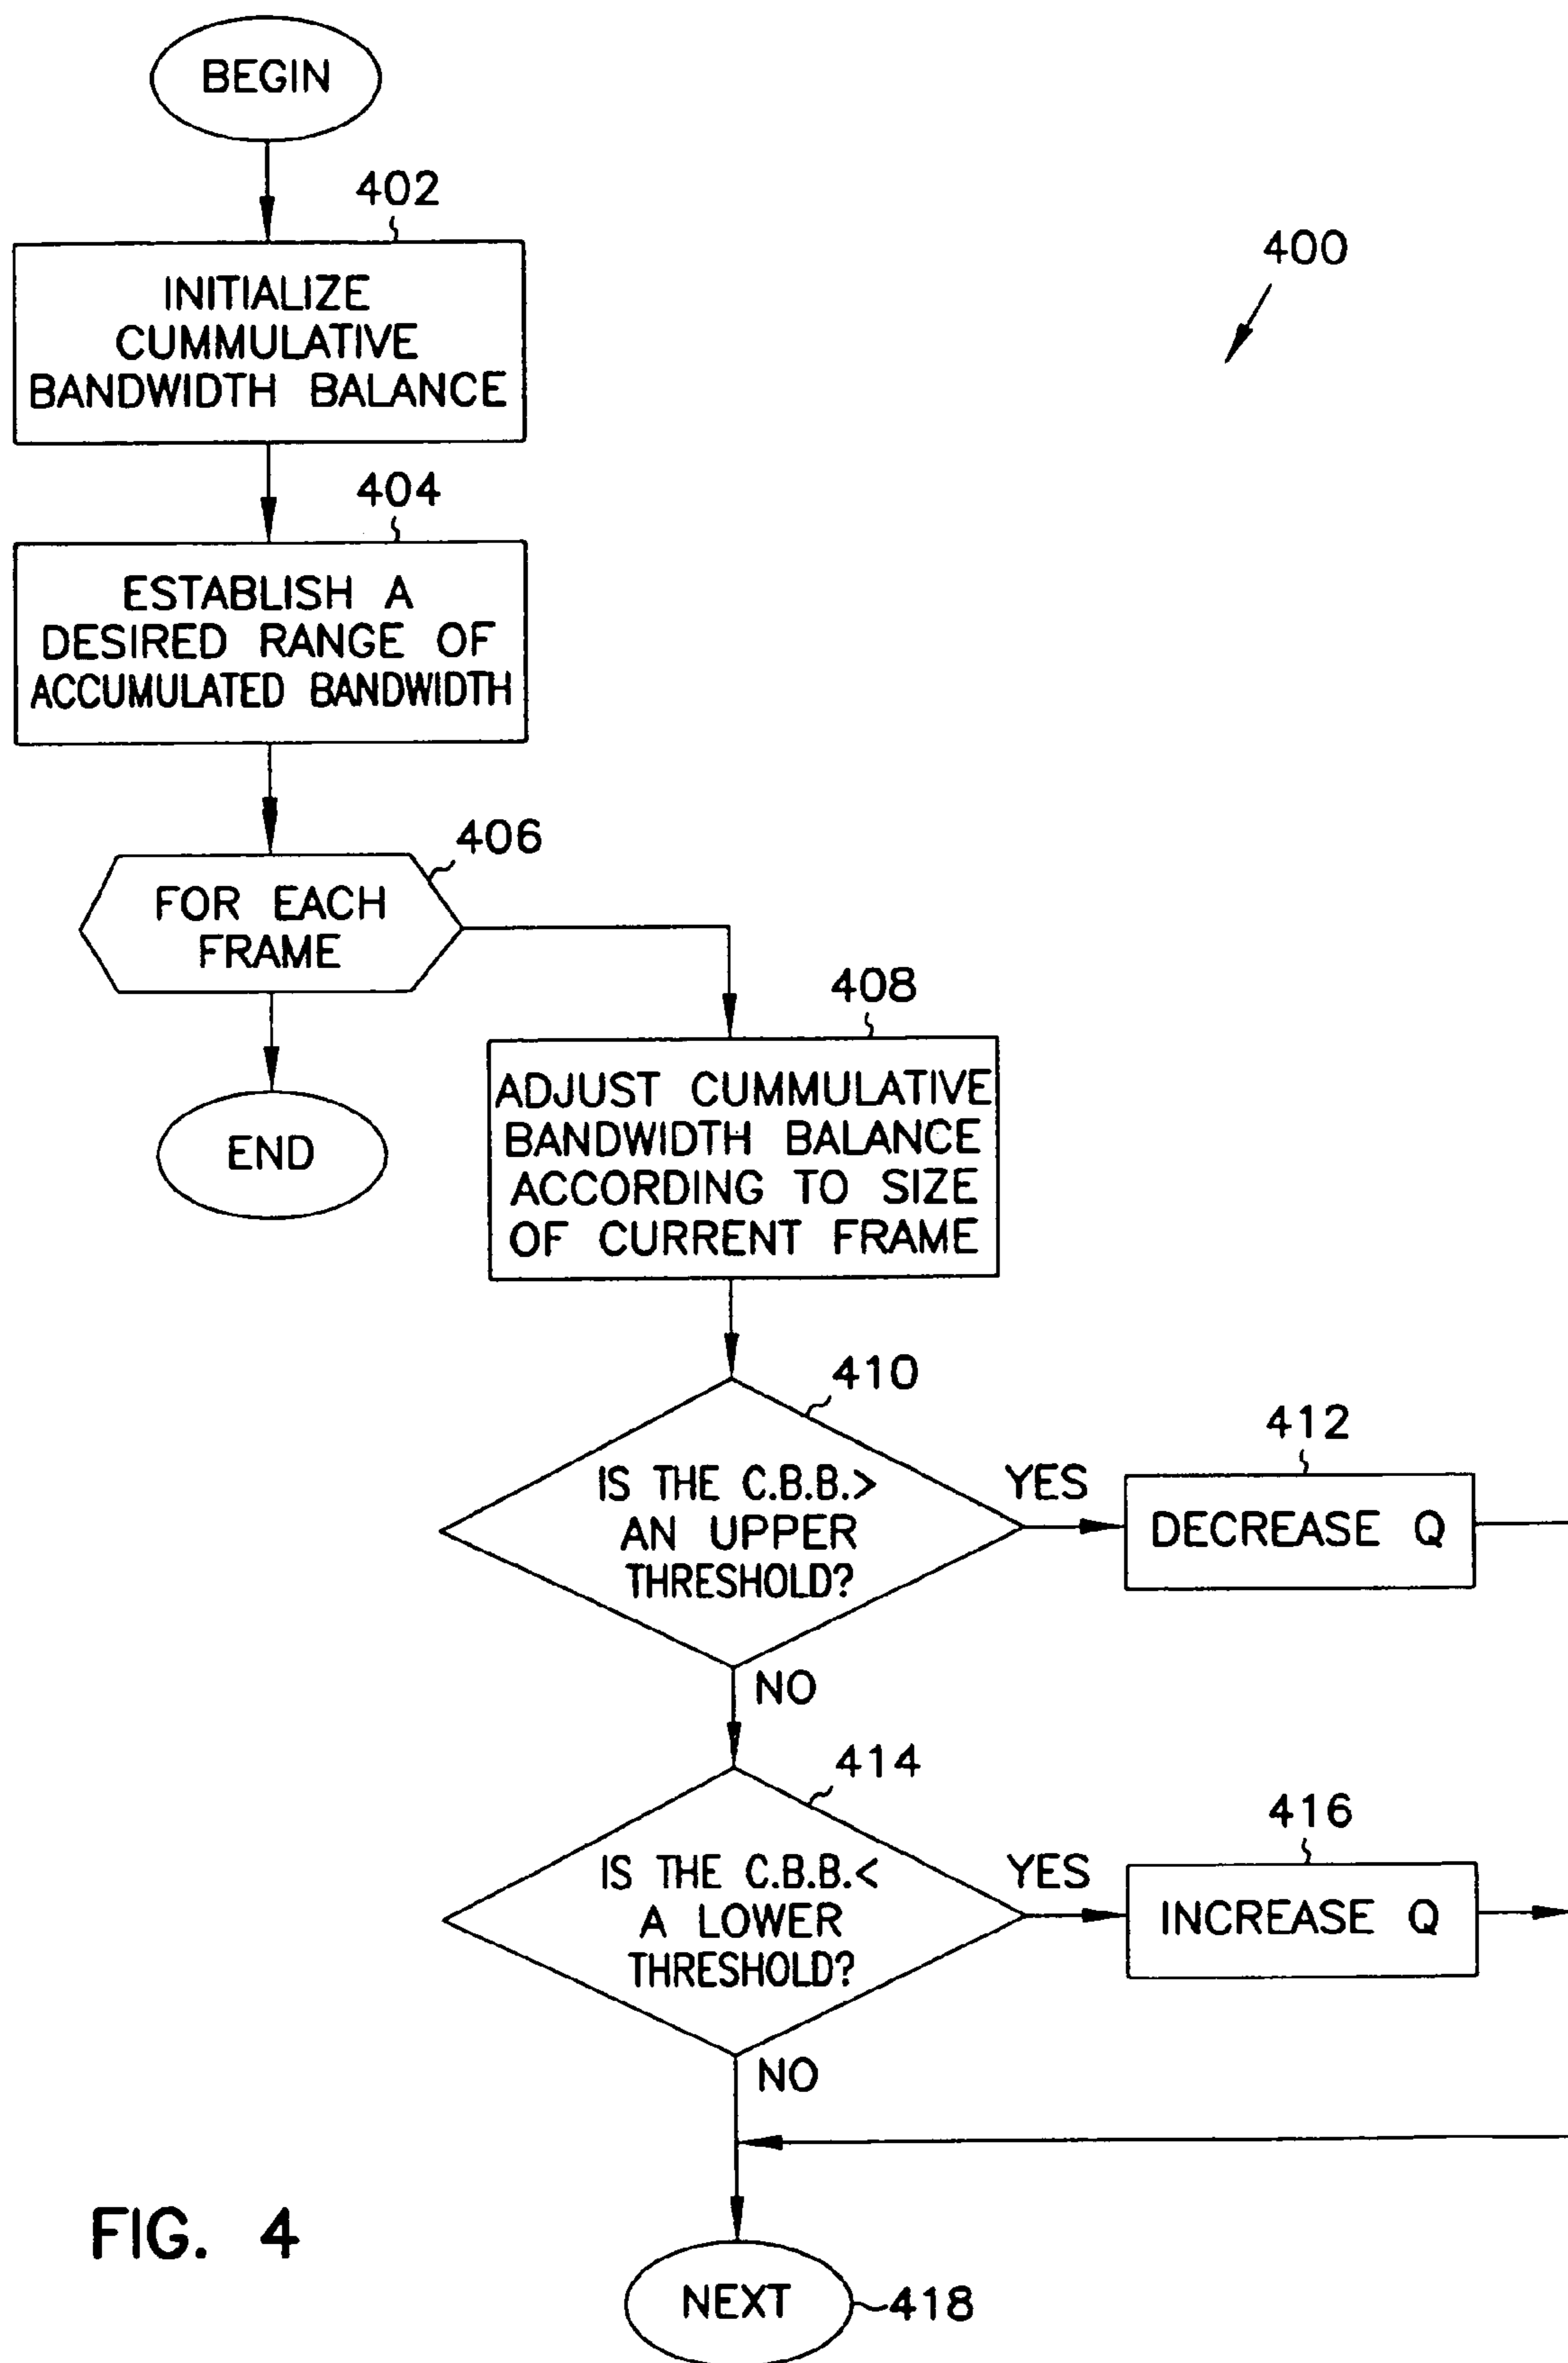 BEGIN
402
INITIALIZE
CUMMULATIVE
BANDWIDTH BALANCE
400
404
ESTABLISH A
DESIRED RANGE OF
ACCUMULATED BANDWIDTH
406
FOR EACH
FRAME
END
408
ADJUST CUMMULATIVE
BANDWIDTH BALANCE
ACCORDING TO SIZE
OF CURRENT FRAME
410
IS THE C.B.B.>
AN UPPER
THRESHOLD?
YES
412
DECREASE Q
NO
414
IS THE C.B.B.<
A LOWER
THRESHOLD?
YES
416
INCREASE Q
NO
FIG. 4
NEXT
418